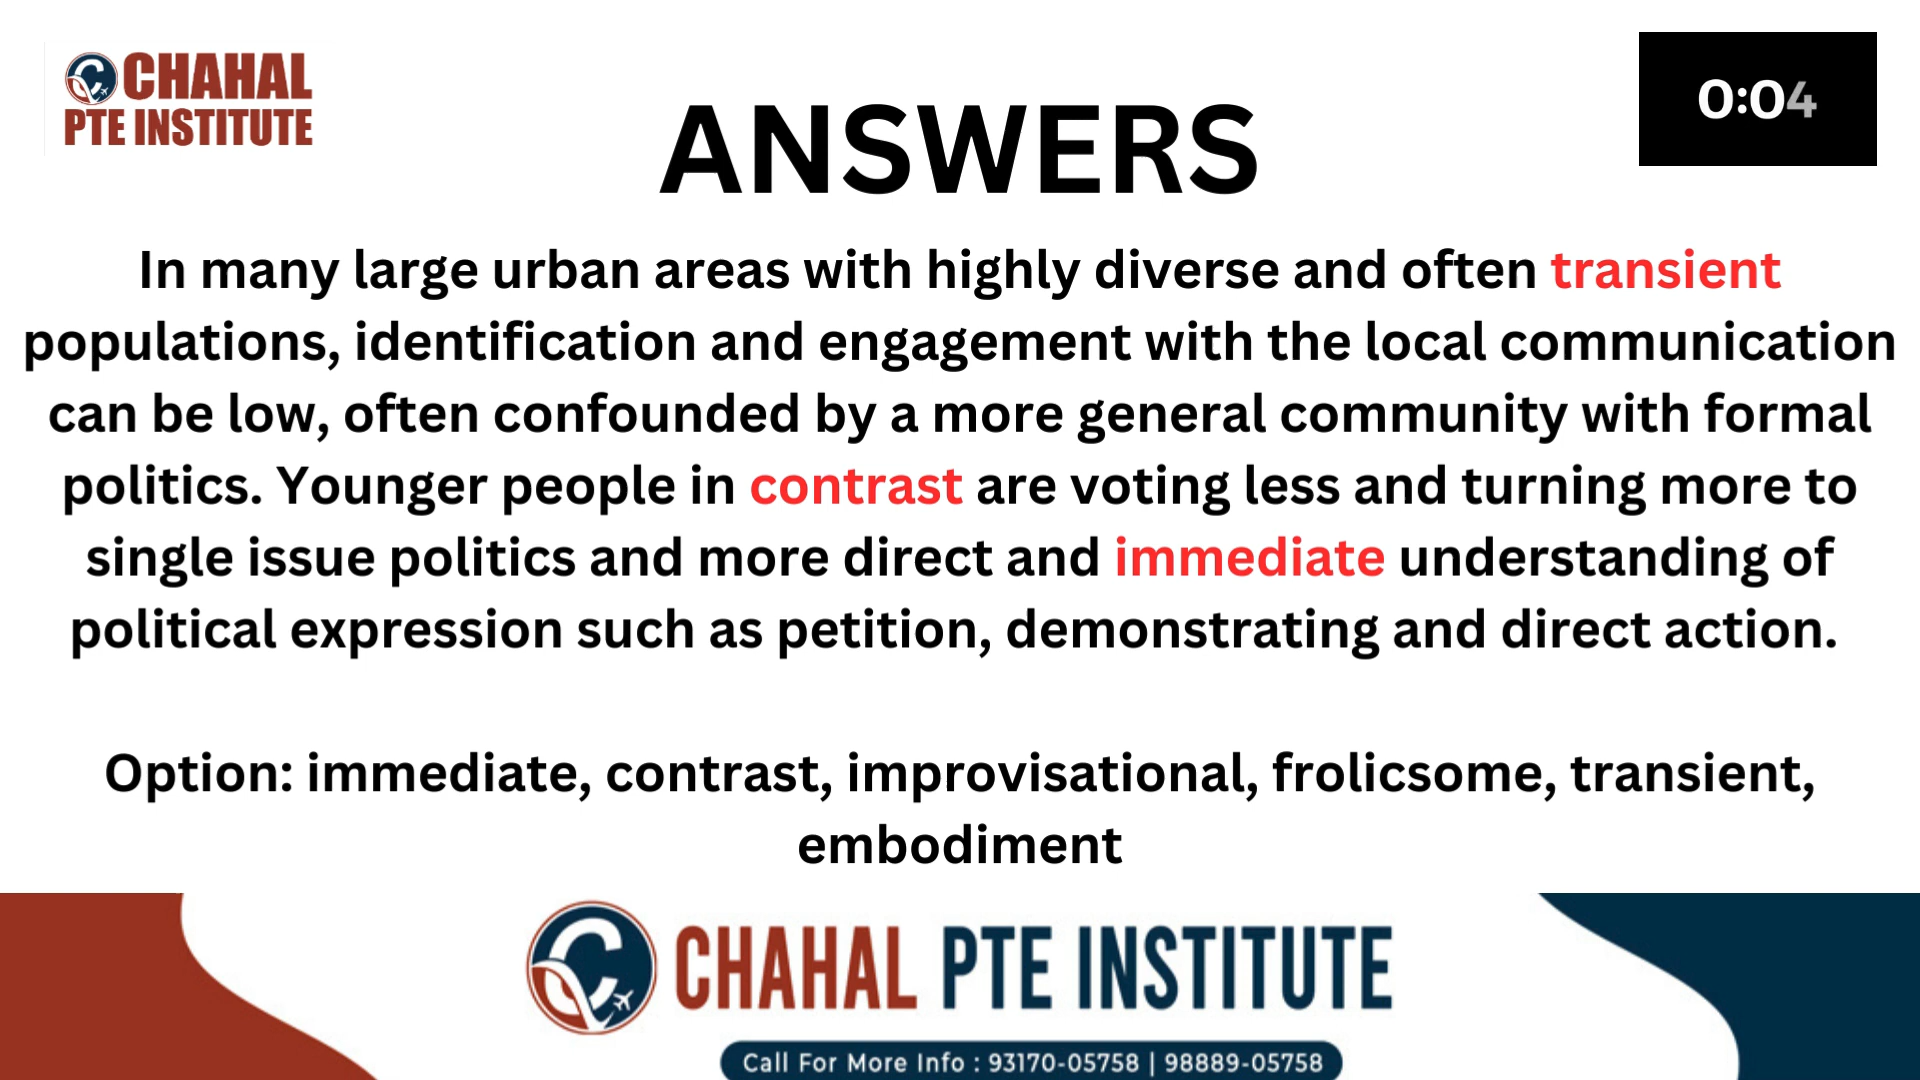 CHAHAL
PTE INSTITUTE
0:04
ANSWERS
In many large urban areas with highly diverse and often transient
populations, identification and engagement with the local communication
can be low, often confounded by a more general community with formal
politics. Younger people in contrast are voting less and turning more to
single issue politics and more direct and immediate understanding of
political expression such as petition, demonstrating and direct action.
Option: immediate, contrast, improvisational, frolicsome, transient,
embodiment
CHAHAL PTE INSTITUTE
Call For More Info : 93170-05758 | 98889-05758